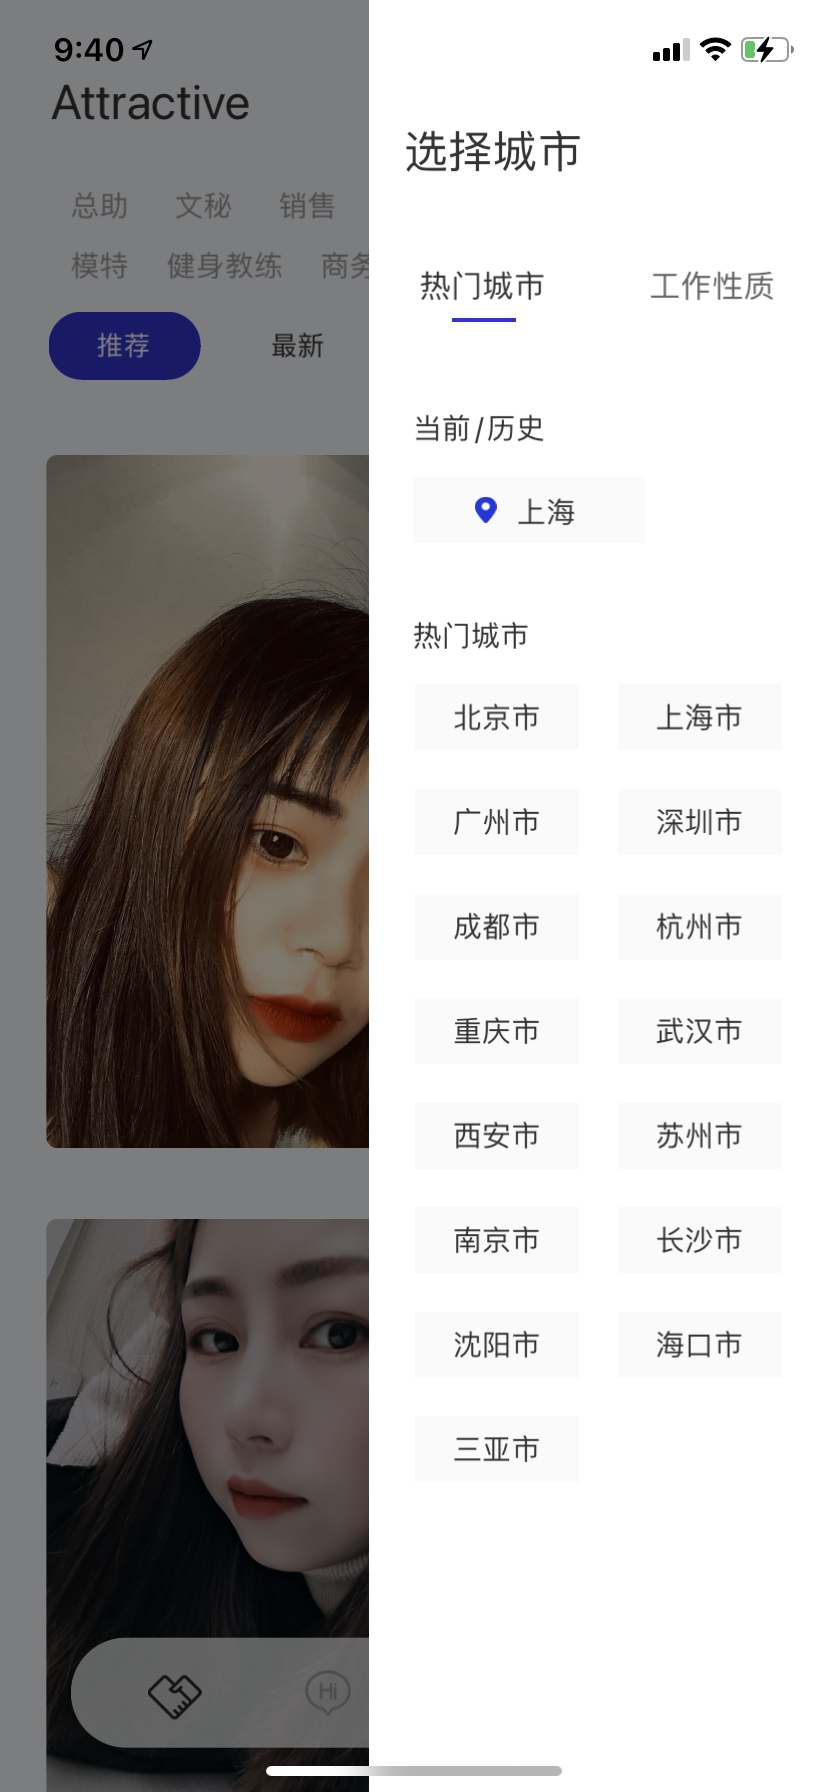 9:40
Attractive
总助 文秘 销售
模特 健身教练 商务
推荐 最新
Hi
选择城市
热门城市 工作性质
当前/历史
上海
热门城市
北京市 上海市
广州市 深圳市
成都市 杭州市
重庆市 武汉市
西安市 苏州市
南京市 长沙市
沈阳市 海口市
三亚市